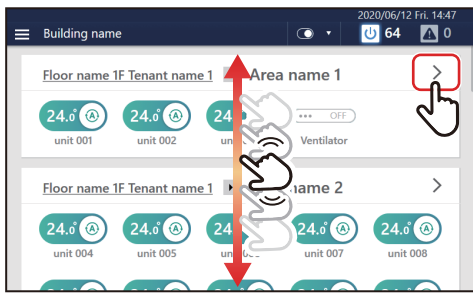 2020/06/12 Fri. 14:47
Building name 64 0
Floor name 1F Tenant name 1 Area name 1
24.0° A 24.0° A 24 OFF
unit 001 unit 002 Ventilator
Floor name 1F Tenant name 1 name 2
24.0° A 24.0° A 24.0 24.0° A 24.0° A
unit 004 unit 005 unit 007 unit 008